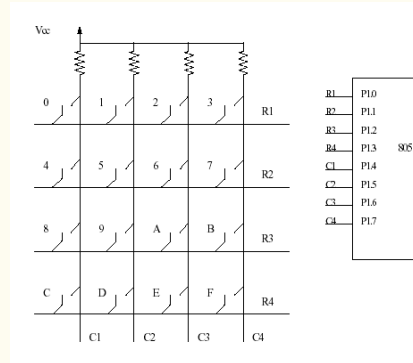 Vcc
0 1 2 3 R1
4 5 6 7 R2
8 9 A B R3
C D E F R4
C1 C2 C3 C4
R1 P1.0
R2 P1.1
R3 P1.2
R4 P1.3 805
C1 P1.4
C2 P1.5
C3 P1.6
C4 P1.7